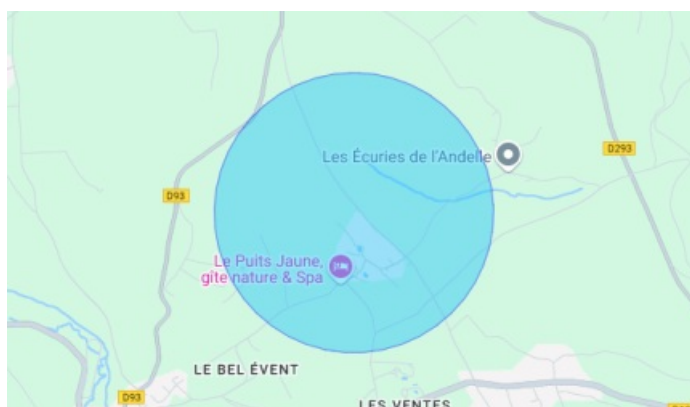 Les Écuries de l'Andelle
D293
D93
Le Puits Jaune,
gîte nature & Spa
LE BEL ÉVENT
D93
LES VENTES